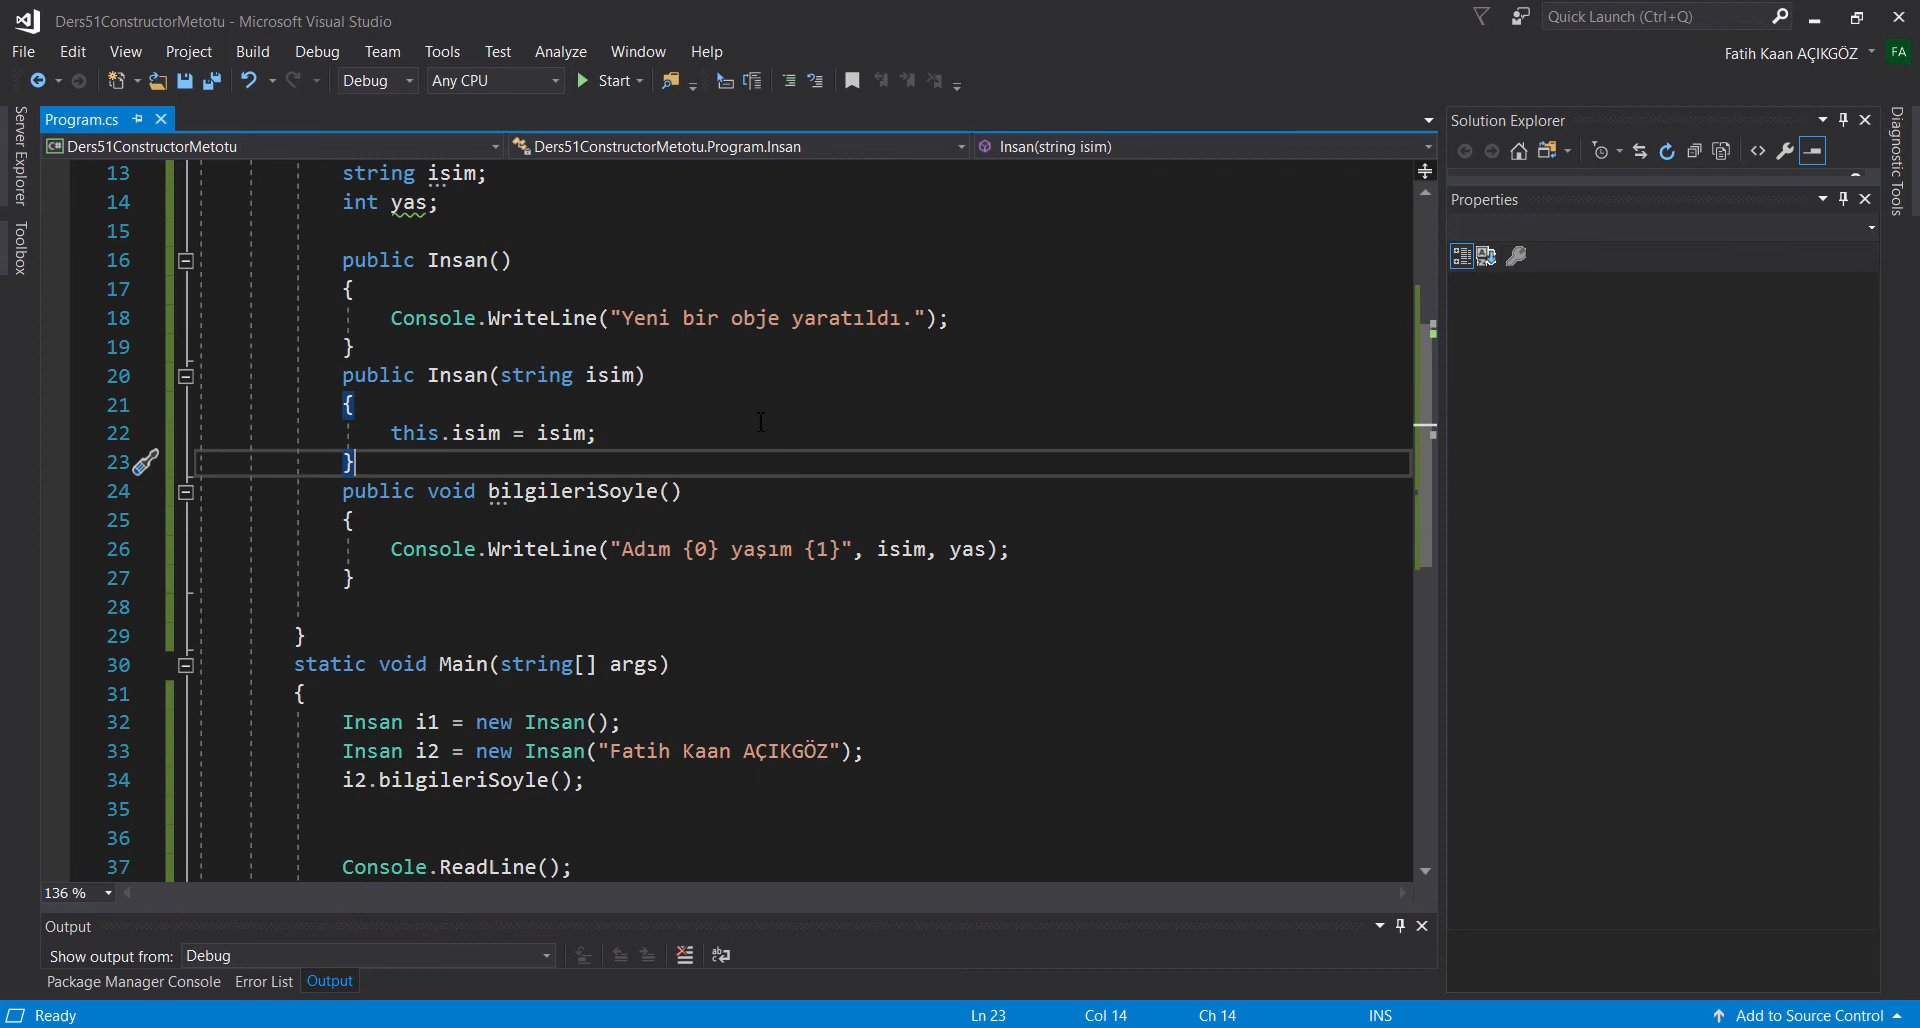 Ders51ConstructorMetotu - Microsoft Visual Studio
Quick Launch (Ctrl+Q)
File Edit View Project Build Debug Team Tools Test Analyze Window Help
Fatih Kaan AÇIKGÖZ FA
Debug Any CPU Start
Server Explorer
Toolbox
Program.cs
Ders51ConstructorMetotu Ders51ConstructorMetotu.Program.Insan Insan(string isim)
13 string isim;
14 int yas;
15
16 public Insan()
17 {
18 Console.WriteLine("Yeni bir obje yaratıldı.");
19 }
20 public Insan(string isim)
21 {
22 this.isim = isim;
23 }
24 public void bilgileriSoyle()
25 {
26 Console.WriteLine("Adım {0} yaşım {1}", isim, yas);
27 }
28
29 }
30 static void Main(string[] args)
31 {
32 Insan i1 = new Insan();
33 Insan i2 = new Insan("Fatih Kaan AÇIKGÖZ");
34 i2.bilgileriSoyle();
35
36
37 Console.ReadLine();
136 %
Solution Explorer
Properties
Diagnostic Tools
Output
Show output from: Debug
Package Manager Console Error List Output
Ready Ln 23 Col 14 Ch 14 INS Add to Source Control